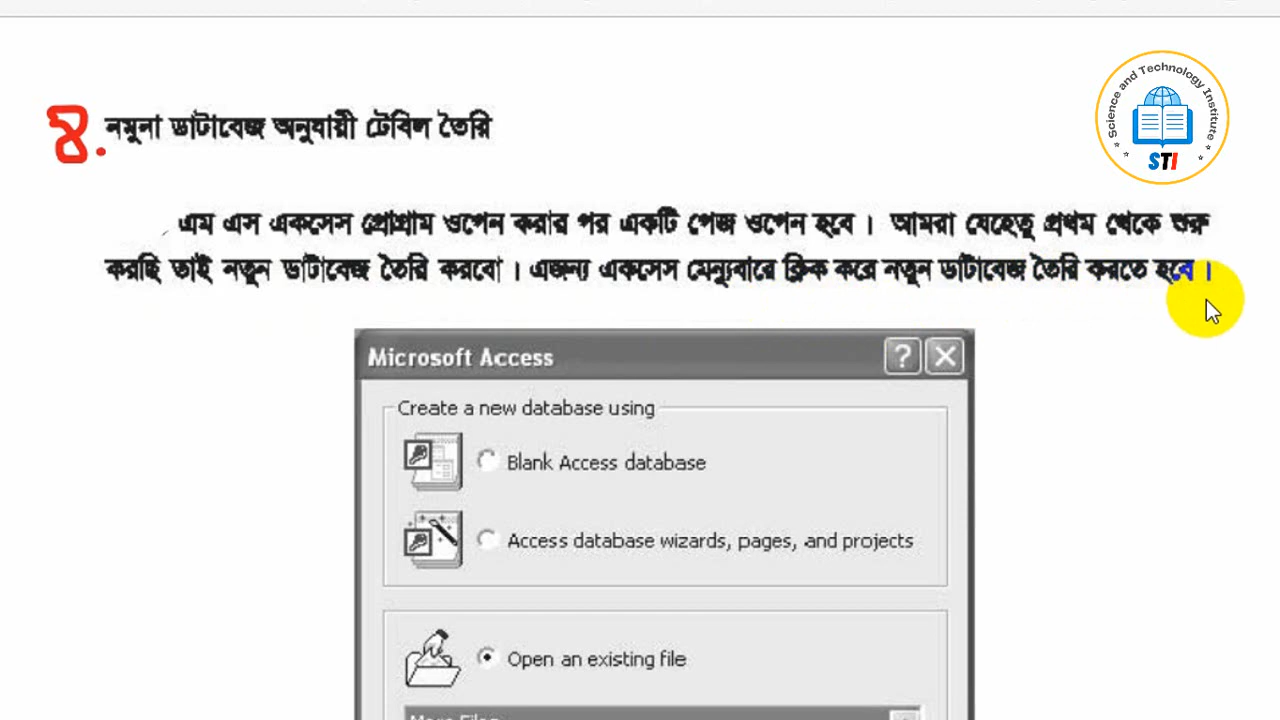 Science and Technology Institute
STI
৪. নমুনা ডাটাবেজ অনুযায়ী টেবিল তৈরি
এম এস একসেস প্রোগ্রাম ওপেন করার পর একটি পেজ ওপেন হবে । আমরা যেহেতু প্রথম থেকে শুরু
করছি তাই নতুন ডাটাবেজ তৈরি করবো । এজন্য একসেস মেন্যুবারে ক্লিক করে নতুন ডাটাবেজ তৈরি করতে হবে ।
Microsoft Access
Create a new database using
Blank Access database
Access database wizards, pages, and projects
Open an existing file